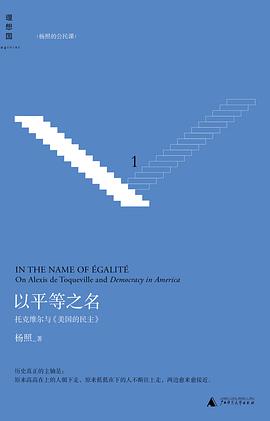 理想国
imaginist
（杨照的公民课）
1
IN THE NAME OF ÉGALITÉ
On Alexis de Toqueville and Democracy in America
以平等之名
托克维尔与《美国的民主》
杨照_著
历史真正的主轴是：
原来高高在上的人朝下走、原来低低在下的人不断往上走，两边愈来愈接近。
广西师范大学出版社